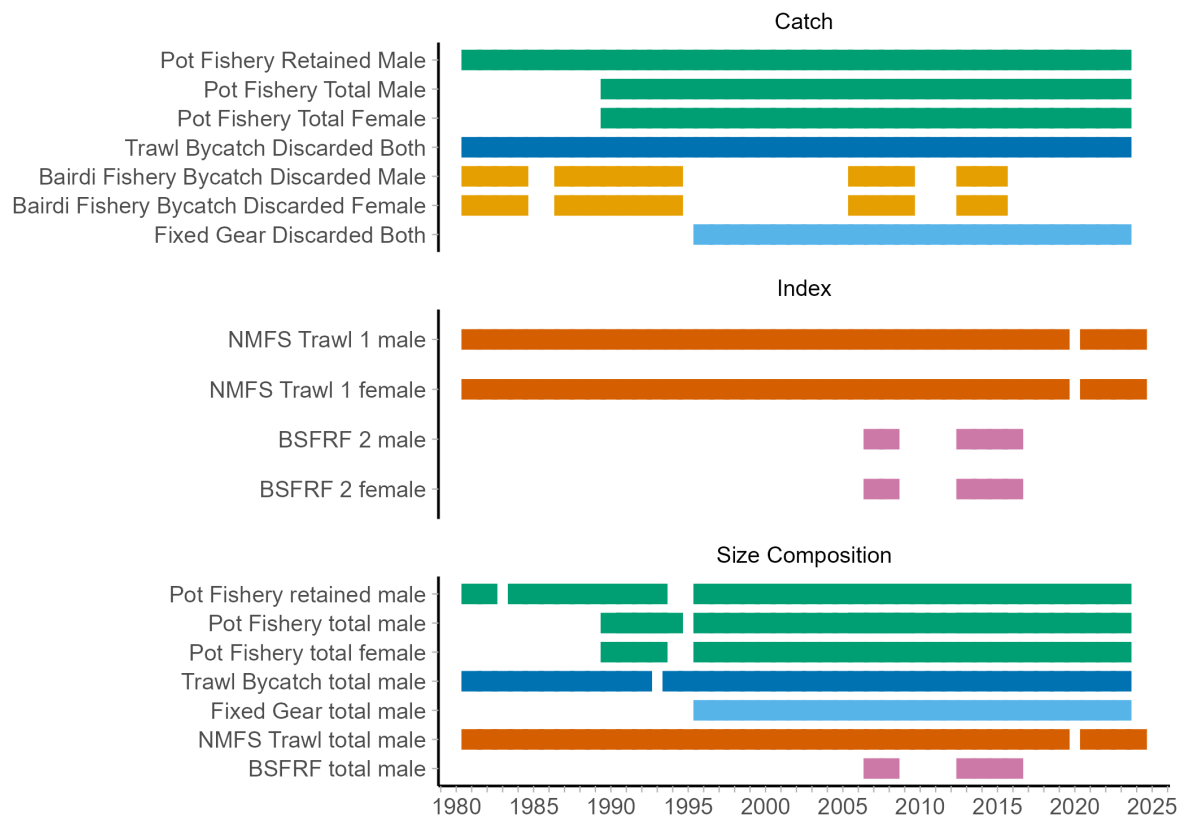 Catch
Pot Fishery Retained Male
Pot Fishery Total Male
Pot Fishery Total Female
Trawl Bycatch Discarded Both
Bairdi Fishery Bycatch Discarded Male
Bairdi Fishery Bycatch Discarded Female
Fixed Gear Discarded Both
Index
NMFS Trawl 1 male
NMFS Trawl 1 female
BSFRF 2 male
BSFRF 2 female
Size Composition
Pot Fishery retained male
Pot Fishery total male
Pot Fishery total female
Trawl Bycatch total male
Fixed Gear total male
NMFS Trawl total male
BSFRF total male
1980 1985 1990 1995 2000 2005 2010 2015 2020 2025